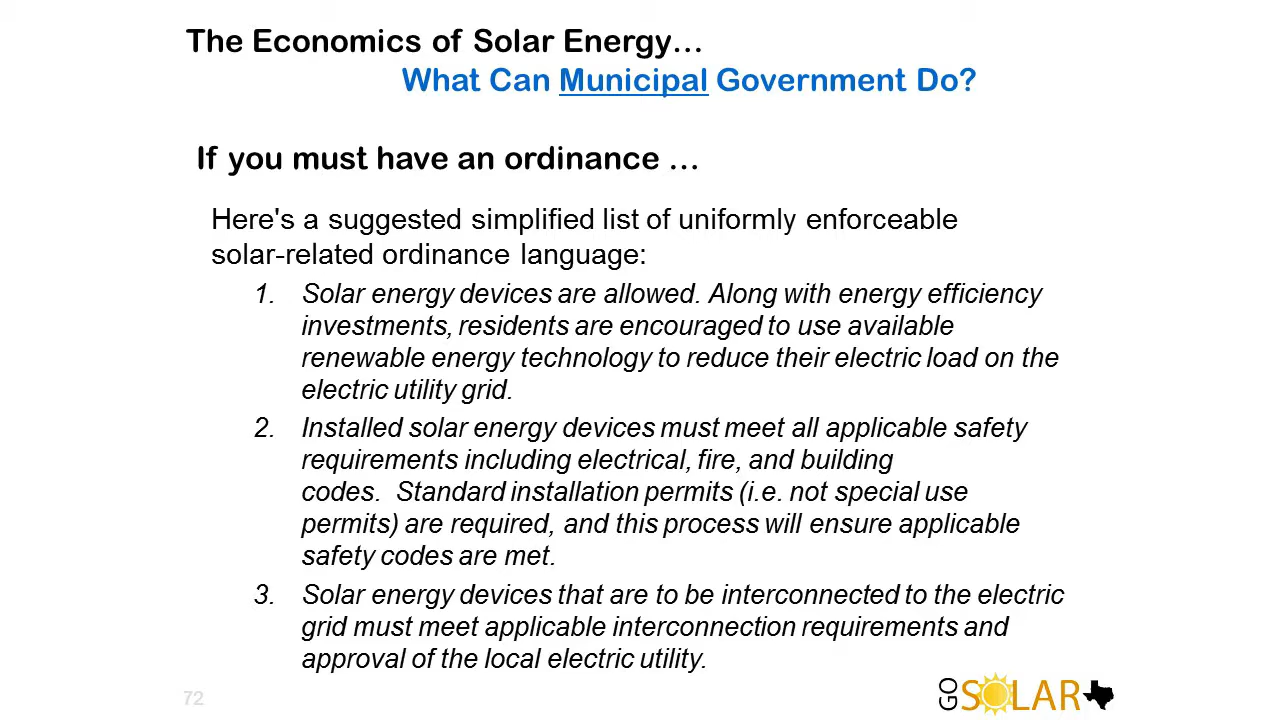 The Economics of Solar Energy…
What Can Municipal Government Do?
If you must have an ordinance …
Here's a suggested simplified list of uniformly enforceable
solar-related ordinance language:
1. Solar energy devices are allowed. Along with energy efficiency
investments, residents are encouraged to use available
renewable energy technology to reduce their electric load on the
electric utility grid.
2. Installed solar energy devices must meet all applicable safety
requirements including electrical, fire, and building
codes.  Standard installation permits (i.e. not special use
permits) are required, and this process will ensure applicable
safety codes are met.
3. Solar energy devices that are to be interconnected to the electric
grid must meet applicable interconnection requirements and
approval of the local electric utility.
72
GO SOLAR